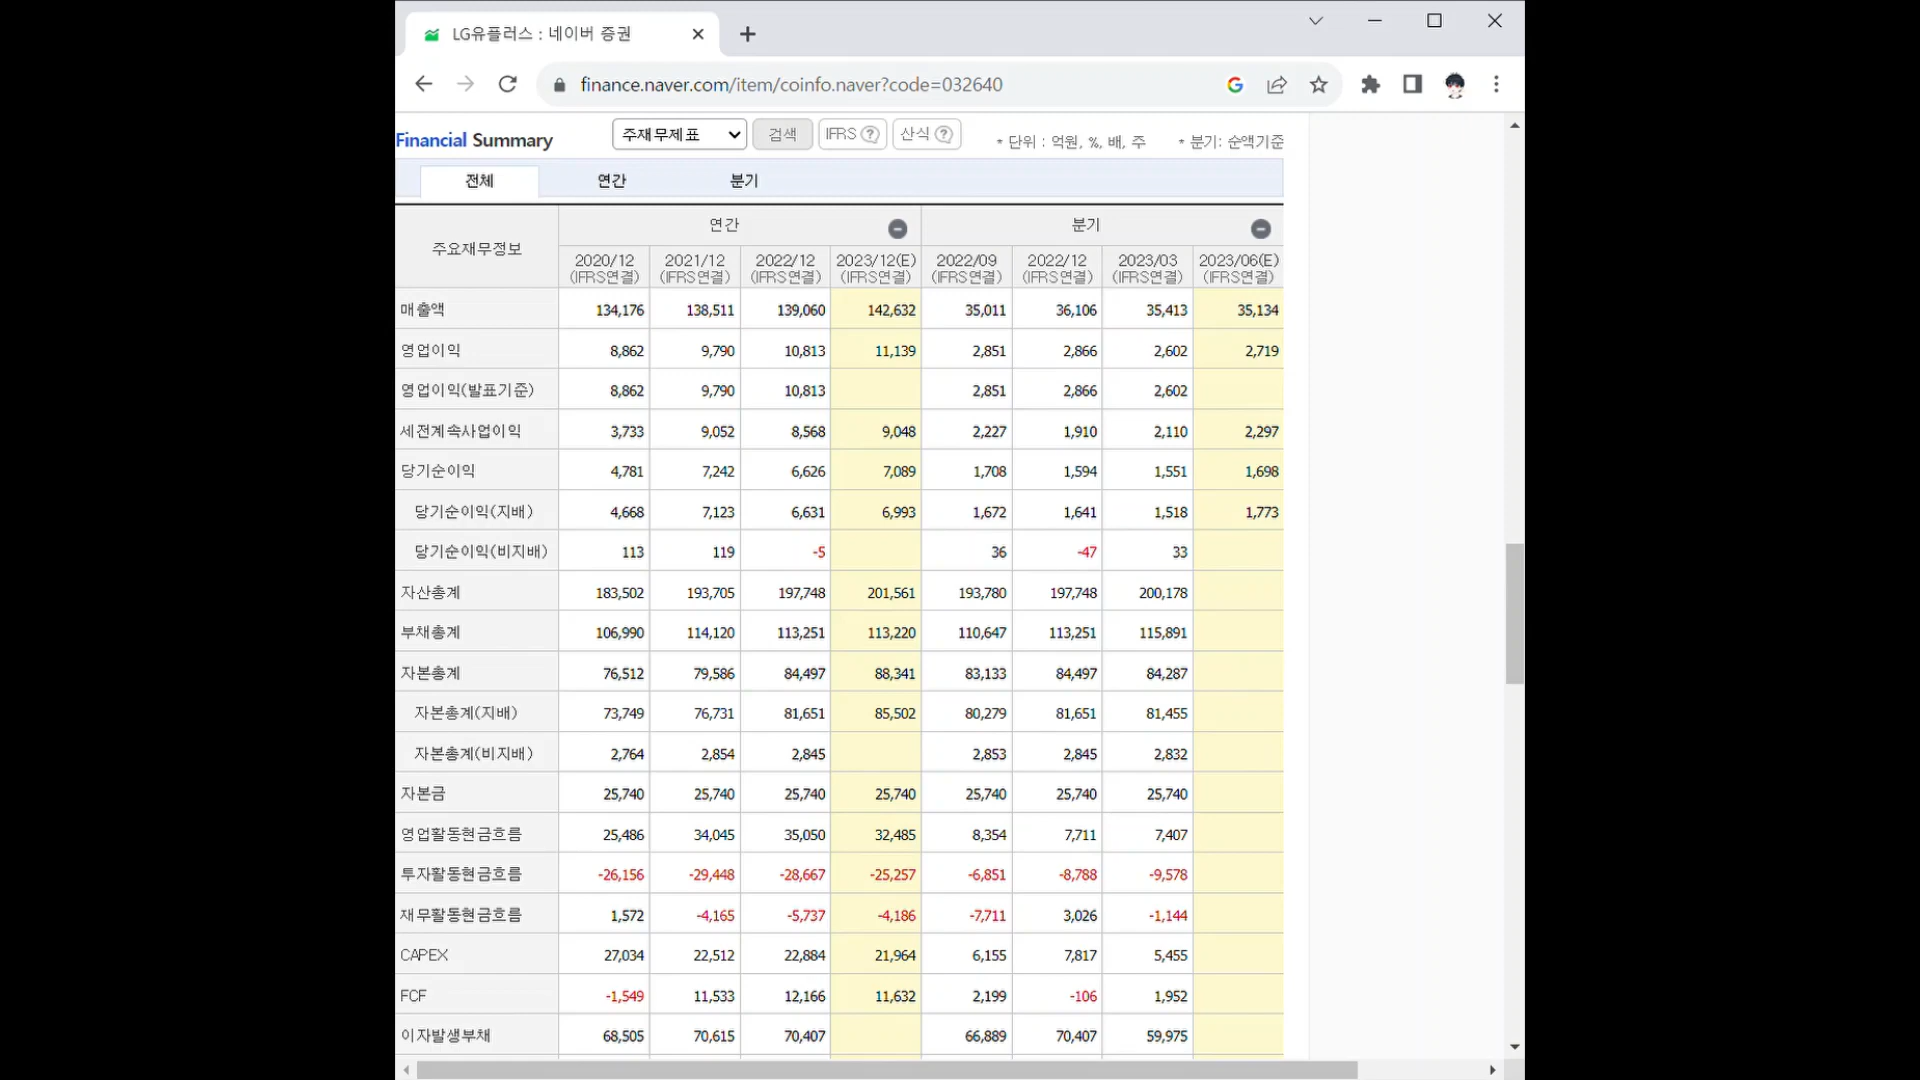 LG유플러스 : 네이버 증권
finance.naver.com/item/coinfo.naver?code=032640
Financial Summary 주재무제표 검색 IFRS ? 산식 ? * 단위 : 억원, %, 배, 주 * 분기: 순액기준
전체 연간 분기
주요재무정보 연간 분기
2020/12 2021/12 2022/12 2023/12(E) 2022/09 2022/12 2023/03 2023/06(E)
(IFRS연결) (IFRS연결) (IFRS연결) (IFRS연결) (IFRS연결) (IFRS연결) (IFRS연결) (IFRS연결)
매출액 134,176 138,511 139,060 142,632 35,011 36,106 35,413 35,134
영업이익 8,862 9,790 10,813 11,139 2,851 2,866 2,602 2,719
영업이익(발표기준) 8,862 9,790 10,813 2,851 2,866 2,602
세전계속사업이익 3,733 9,052 8,568 9,048 2,227 1,910 2,110 2,297
당기순이익 4,781 7,242 6,626 7,089 1,708 1,594 1,551 1,698
당기순이익(지배) 4,668 7,123 6,631 6,993 1,672 1,641 1,518 1,773
당기순이익(비지배) 113 119 -5 36 -47 33
자산총계 183,502 193,705 197,748 201,561 193,780 197,748 200,178
부채총계 106,990 114,120 113,251 113,220 110,647 113,251 115,891
자본총계 76,512 79,586 84,497 88,341 83,133 84,497 84,287
자본총계(지배) 73,749 76,731 81,651 85,502 80,279 81,651 81,455
자본총계(비지배) 2,764 2,854 2,845 2,853 2,845 2,832
자본금 25,740 25,740 25,740 25,740 25,740 25,740 25,740
영업활동현금흐름 25,486 34,045 35,050 32,485 8,354 7,711 7,407
투자활동현금흐름 -26,156 -29,448 -28,667 -25,257 -6,851 -8,788 -9,578
재무활동현금흐름 1,572 -4,165 -5,737 -4,186 -7,711 3,026 -1,144
CAPEX 27,034 22,512 22,884 21,964 6,155 7,817 5,455
FCF -1,549 11,533 12,166 11,632 2,199 -106 1,952
이자발생부채 68,505 70,615 70,407 66,889 70,407 59,975